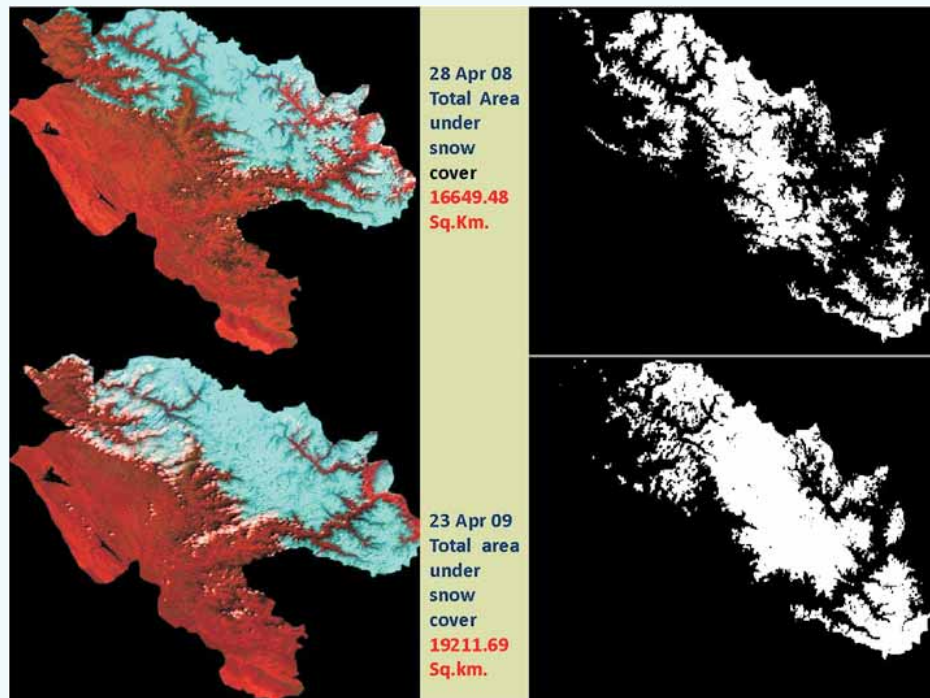 28 Apr 08
Total Area
under
snow
cover
16649.48
Sq.Km.
23 Apr 09
Total area
under
snow
cover
19211.69
Sq.km.